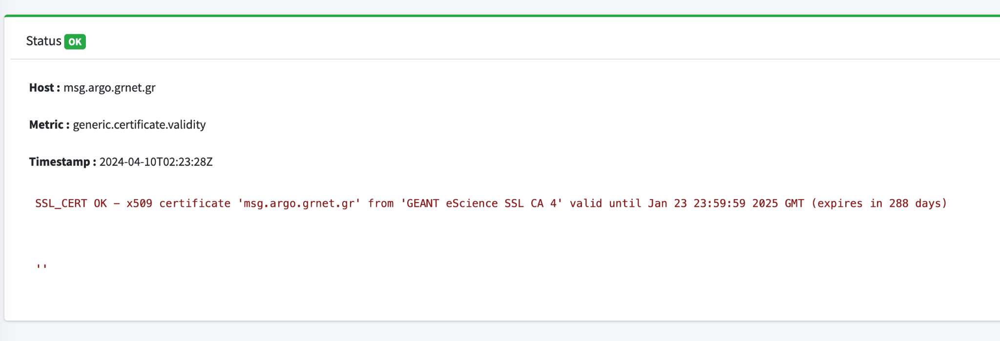 Status OK
Host : msg.argo.grnet.gr
Metric : generic.certificate.validity
Timestamp : 2024-04-10T02:23:28Z
SSL_CERT OK – x509 certificate 'msg.argo.grnet.gr' from 'GEANT eScience SSL CA 4' valid until Jan 23 23:59:59 2025 GMT (expires in 288 days)
''